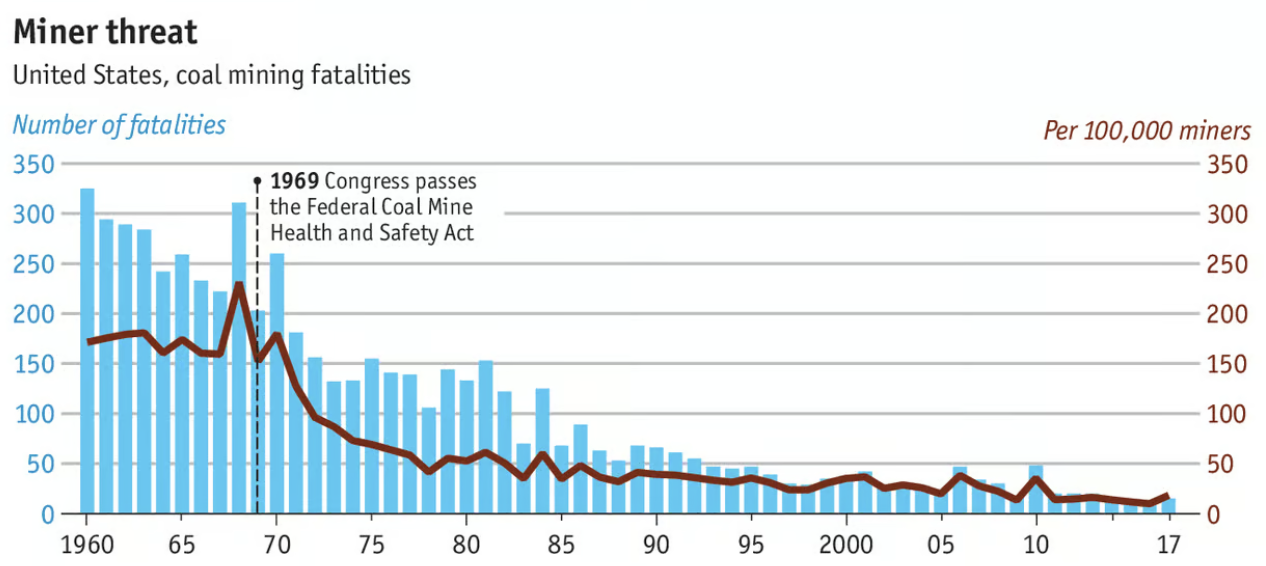 Miner threat
United States, coal mining fatalities
Number of fatalities
Per 100,000 miners
350
300
250
200
150
100
50
0
1969 Congress passes
the Federal Coal Mine
Health and Safety Act
350
300
250
200
150
100
50
0
1960 65 70 75 80 85 90 95 2000 05 10 17